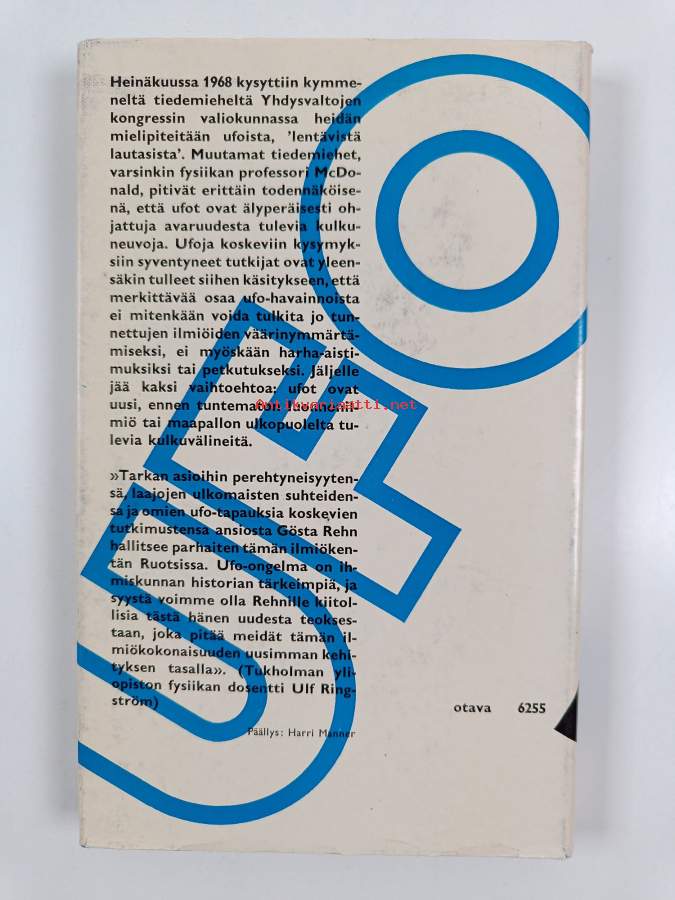 Heinäkuussa 1968 kysyttiin kymme-
neltä tiedemieheltä Yhdysvaltojen
kongressin valiokunnassa heidän
mielipiteitään ufoista, 'lentävistä
lautasista'. Muutamat tiedemiehet,
varsinkin fysiikan professori McDo-
nald, pitivät erittäin todennäköise-
nä, että ufot ovat älyperäisesti oh-
jattuja avaruudesta tulevia kulku-
neuvoja. Ufoja koskeviin kysymyk-
siin syventyneet tutkijat ovat yleen-
säkin tulleet siihen käsitykseen, että
merkittävää osaa ufo-havainnoista
ei mitenkään voida tulkita jo tun-
nettujen ilmiöiden väärinymmärtä-
miseksi, ei myöskään harha-aisti-
muksiksi tai petkutukseksi. Jäljelle
jää kaksi vaihtoehtoa: ufot ovat
uusi, ennen tuntematon luonnonil-
miö tai maapallon ulkopuolelta tu-
levia kulkuvälineitä.
»Tarkan asioihin perehtyneisyyten-
sä, laajojen ulkomaisten suhteiden-
sa ja omien ufo-tapauksia koskevien
tutkimustensa ansiosta Gösta Rehn
hallitsee parhaiten tämän ilmiöken-
tän Ruotsissa. Ufo-ongelma on ih-
miskunnan historian tärkeimpiä, ja
syystä voimme olla Rehnille kiitol-
lisia tästä hänen uudesta teokses-
taan, joka pitää meidät tämän il-
miökokonaisuuden uusimman kehi-
tyksen tasalla». (Tukholman yli-
opiston fysiikan dosentti Ulf Ring-
ström)
Päällys: Harri Manner
otava 6255
UFO
Antikvariaatti.net